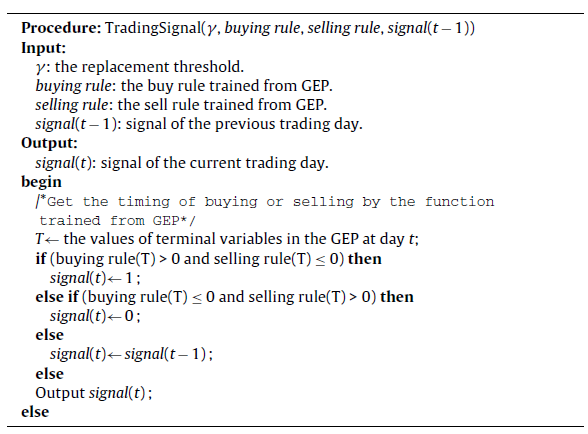 Procedure: TradingSignal(γ, buying rule, selling rule, signal(t − 1))
Input:
γ: the replacement threshold.
buying rule: the buy rule trained from GEP.
selling rule: the sell rule trained from GEP.
signal(t − 1): signal of the previous trading day.
Output:
signal(t): signal of the current trading day.
begin
/*Get the timing of buying or selling by the function
trained from GEP*/
T← the values of terminal variables in the GEP at day t;
if (buying rule(T) > 0 and selling rule(T) ≤ 0) then
signal(t)←1;
else if (buying rule(T) ≤ 0 and selling rule(T) > 0) then
signal(t)←0;
else
signal(t)←signal(t − 1);
else
Output signal(t);
else